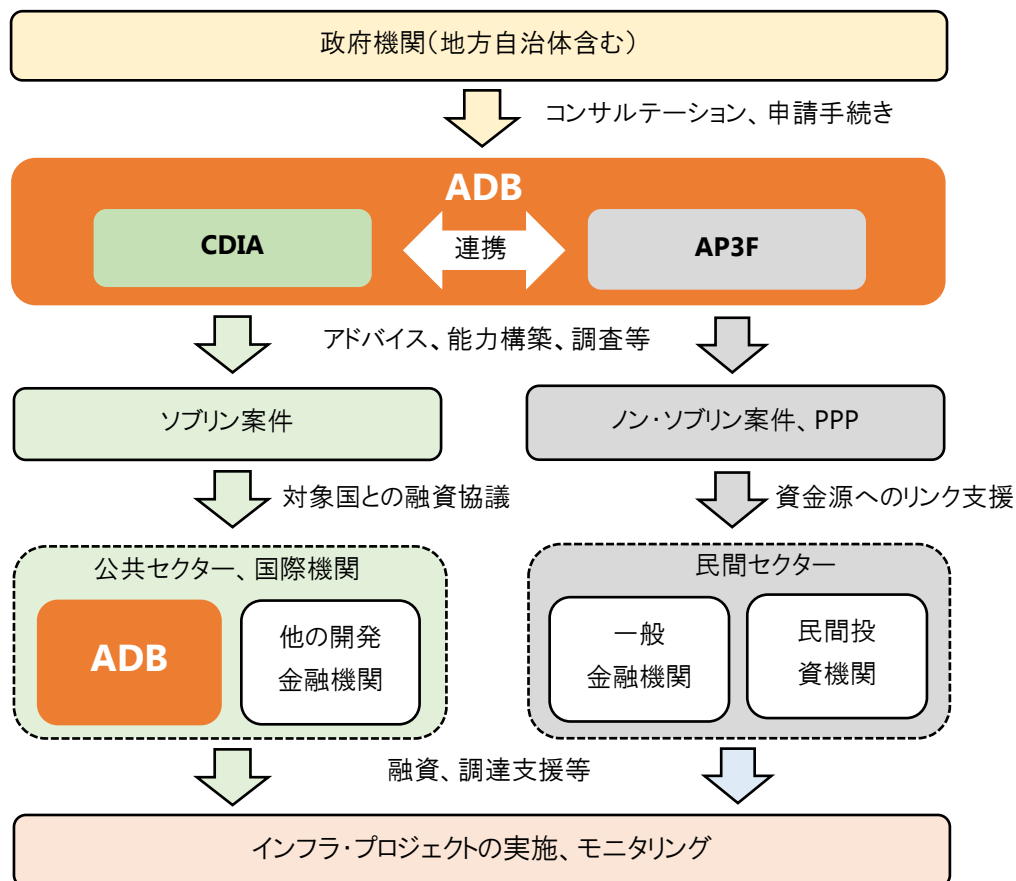 政府機関(地方自治体含む)
コンサルテーション、申請手続き
ADB
CDIA
連携
AP3F
アドバイス、能力構築、調査等
ソブリン案件
ノン・ソブリン案件、PPP
対象国との融資協議
資金源へのリンク支援
公共セクター、国際機関
民間セクター
ADB
他の開発
金融機関
一般
金融機関
民間投
資機関
融資、調達支援等
インフラ・プロジェクトの実施、モニタリング